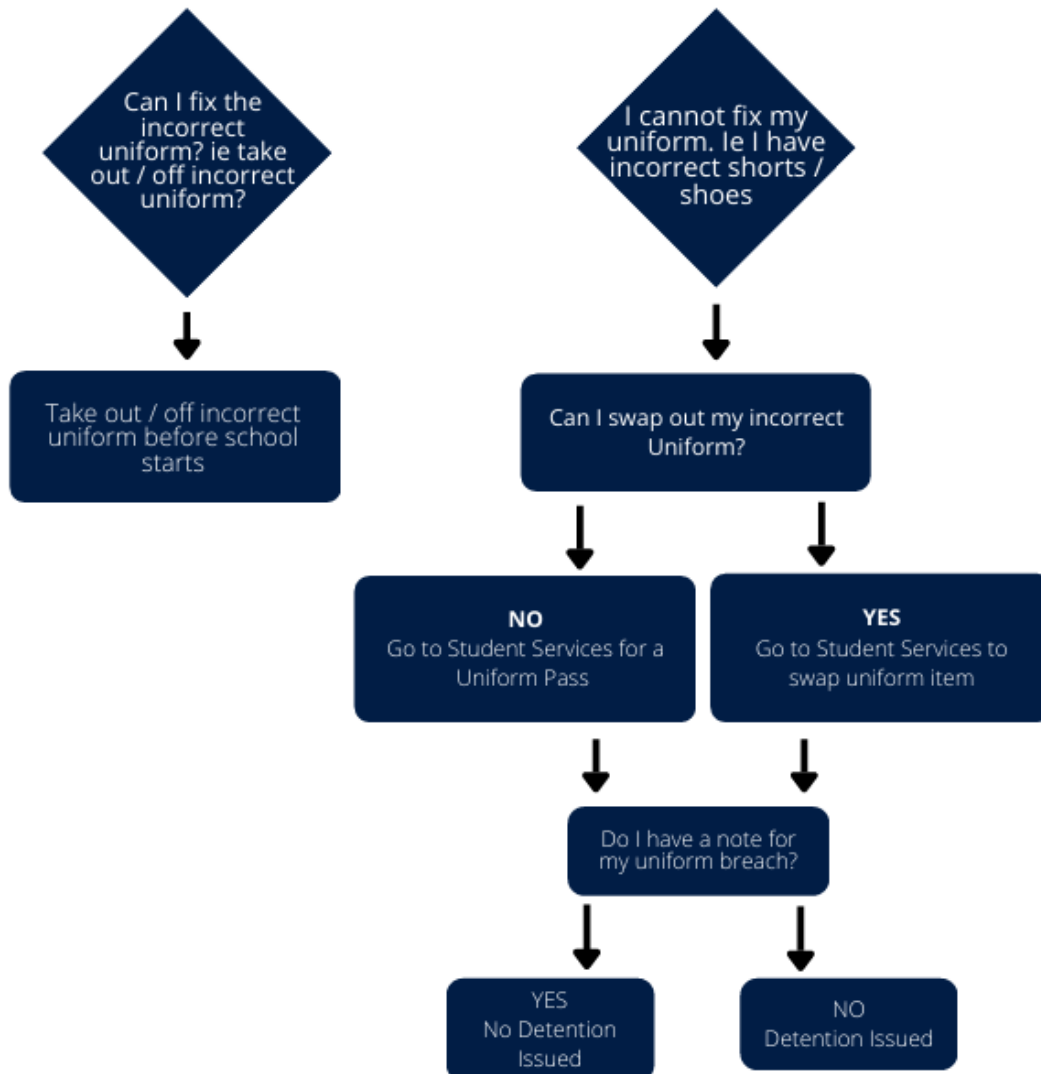 Can I fix the
incorrect
uniform? ie take
out / off incorrect
uniform?
Take out / off incorrect
uniform before school
starts
I cannot fix my
uniform. Ie I have
incorrect shorts /
shoes
Can I swap out my incorrect
Uniform?
NO
Go to Student Services for a
Uniform Pass
YES
Go to Student Services to
swap uniform item
Do I have a note for
my uniform breach?
YES
No Detention
Issued
NO
Detention Issued